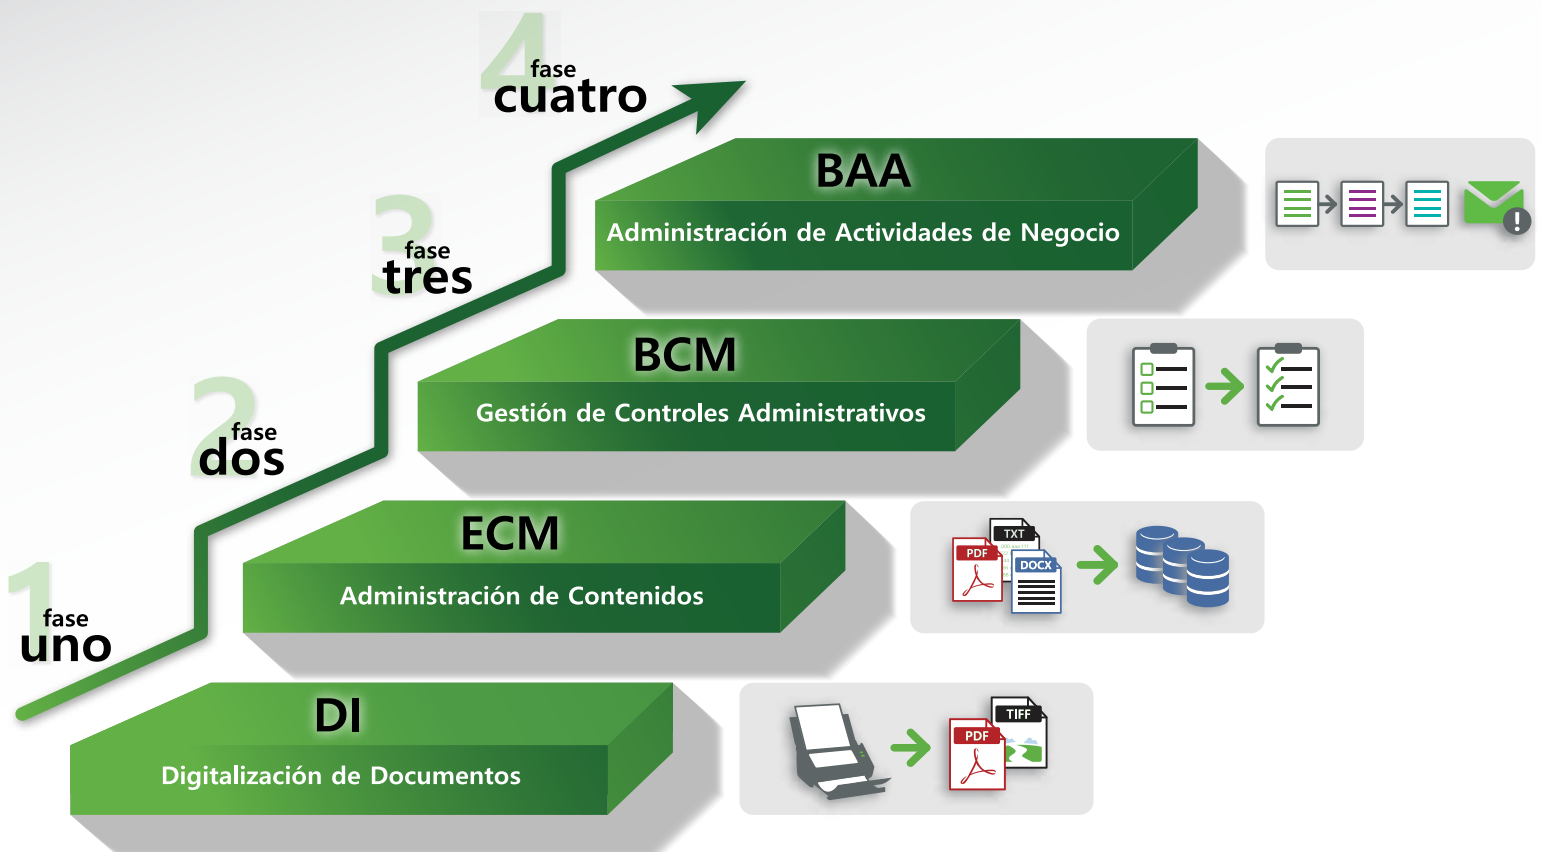 4
fase
cuatro
BAA
Administración de Actividades de Negocio
3
fase
tres
BCM
Gestión de Controles Administrativos
2
fase
dos
ECM
Administración de Contenidos
TXT
PDF
DOCX
1
fase
uno
DI
Digitalización de Documentos
TIFF
PDF